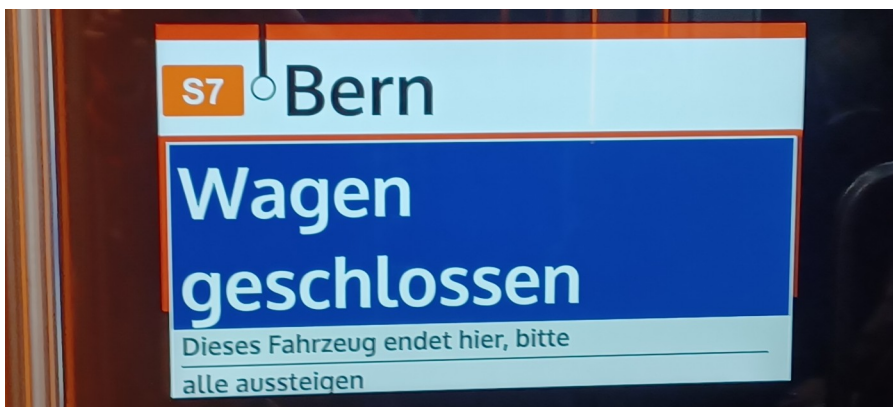 S7 Bern
Wagen
geschlossen
Dieses Fahrzeug endet hier, bitte
alle aussteigen